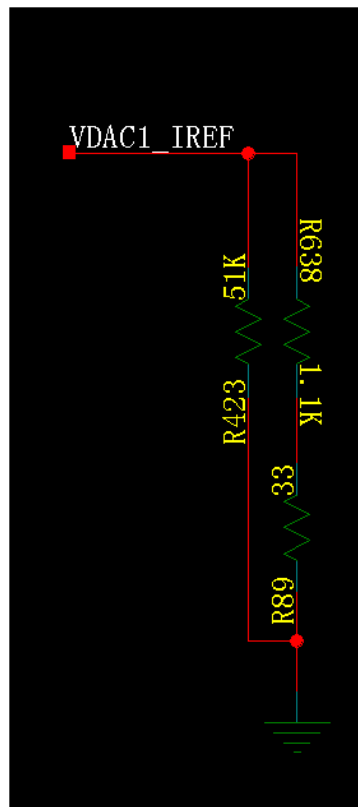 VDAC1_IREF
51K
R638
R423
1.1K
33
R89